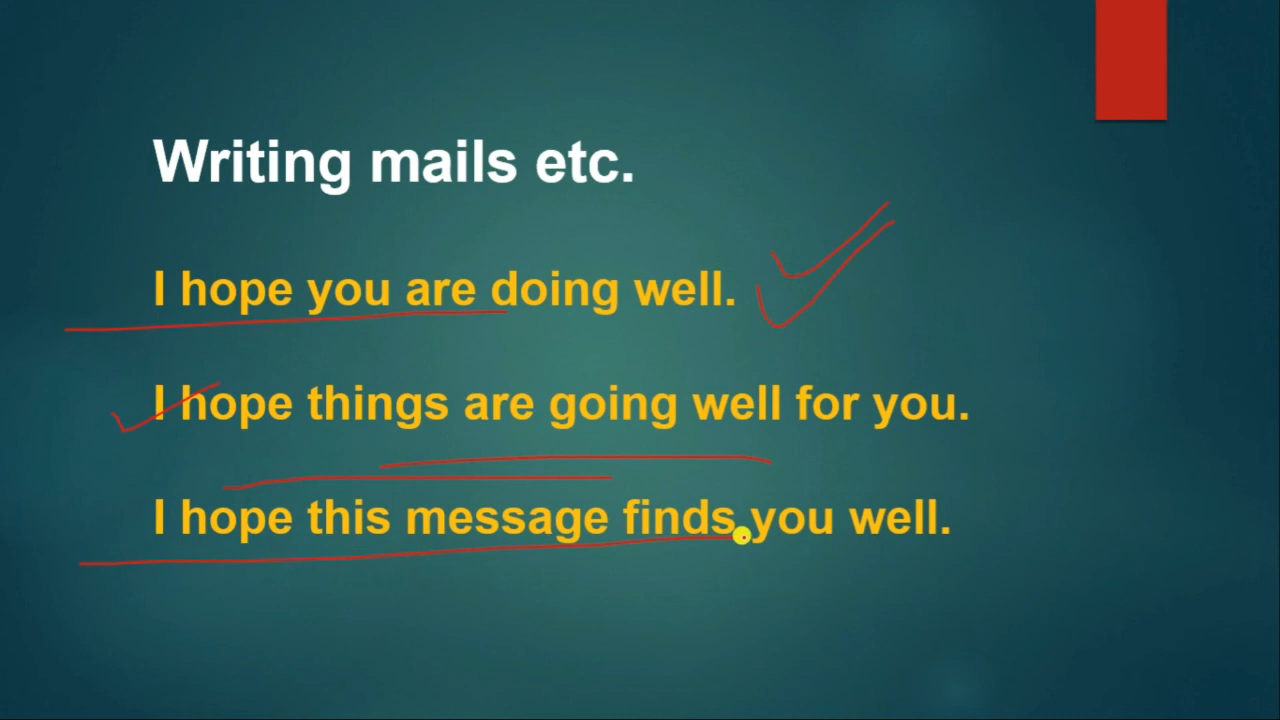 Writing mails etc.
I hope you are doing well.
I hope things are going well for you.
I hope this message finds you well.